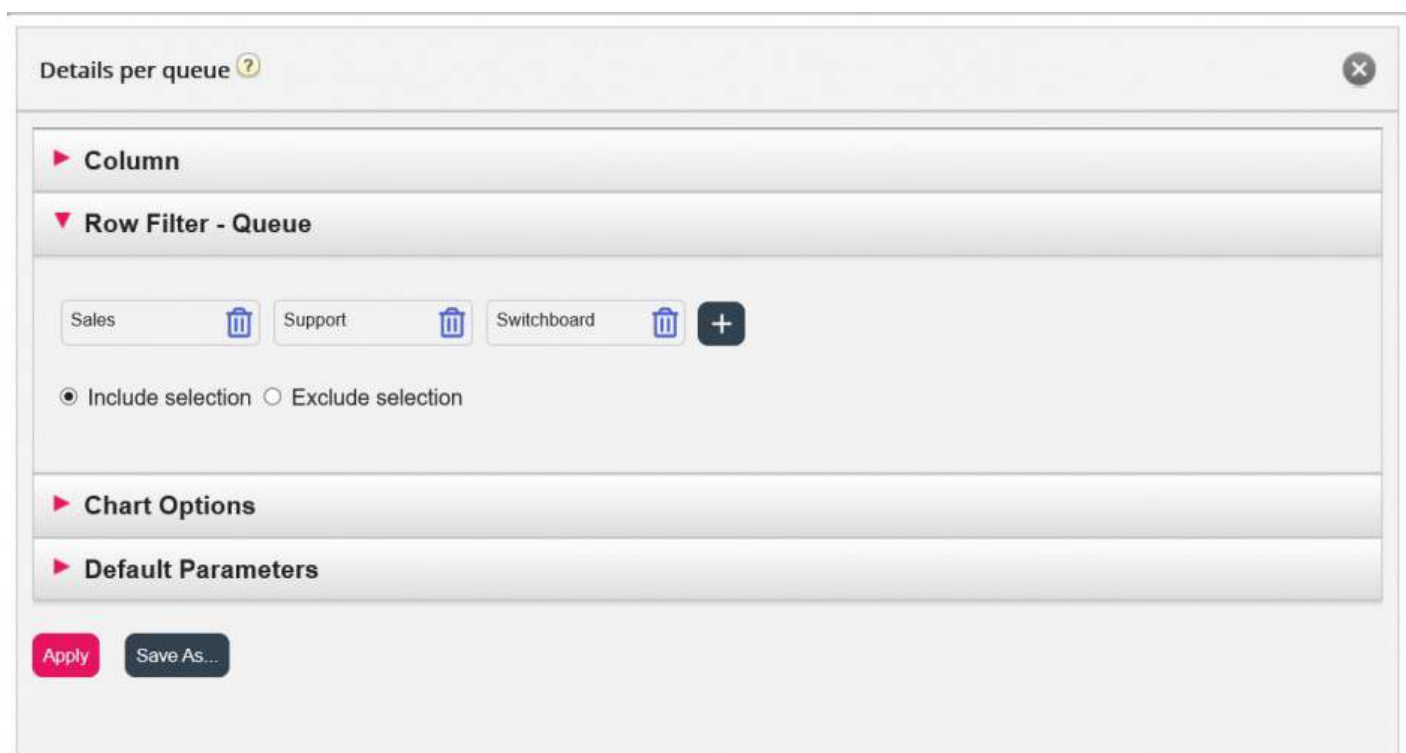 Details per queue ?
Column
Row Filter - Queue
Sales Support Switchboard +
Include selection Exclude selection
Chart Options
Default Parameters
Apply Save As...